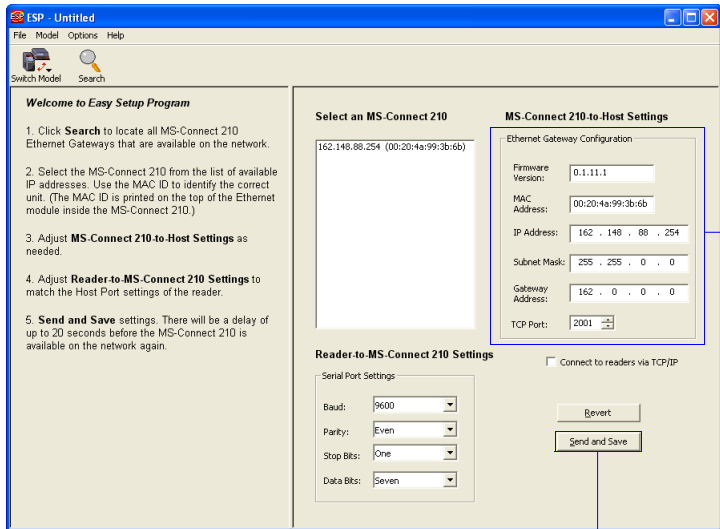 ESP - Untitled
File Model Options Help
Switch Model Search
Welcome to Easy Setup Program
1. Click Search to locate all MS-Connect 210
Ethernet Gateways that are available on the network.
2. Select the MS-Connect 210 from the list of available
IP addresses. Use the MAC ID to identify the correct
unit. (The MAC ID is printed on the top of the Ethernet
module inside the MS-Connect 210.)
3. Adjust MS-Connect 210-to-Host Settings as
needed.
4. Adjust Reader-to-MS-Connect 210 Settings to
match the Host Port settings of the reader.
5. Send and Save settings. There will be a delay of
up to 20 seconds before the MS-Connect 210 is
available on the network again.
Select an MS-Connect 210
162.148.88.254 (00:20:4a:99:3b:6b)
MS-Connect 210-to-Host Settings
Ethernet Gateway Configuration
Firmware
Version: 0.1.11.1
MAC
Address: 00:20:4a:99:3b:6b
IP Address: 162 . 148 . 88 . 254
Subnet Mask: 255 . 255 . 0 . 0
Gateway
Address: 162 . 0 . 0 . 0
TCP Port: 2001
Reader-to-MS-Connect 210 Settings
Serial Port Settings
Baud: 9600
Parity: Even
Stop Bits: One
Data Bits: Seven
Connect to readers via TCP/IP
Revert
Send and Save